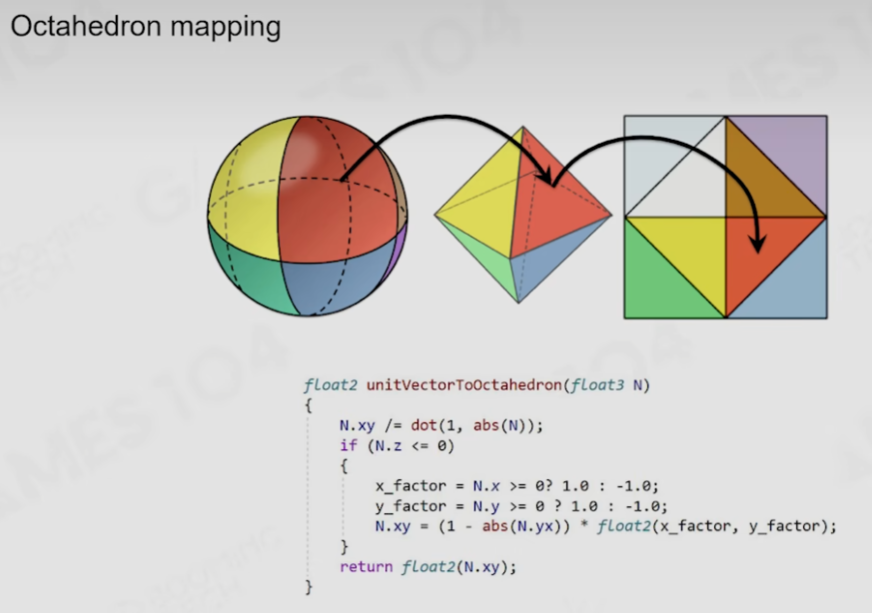 Octahedron mapping
float2 unitVectorToOctahedron(float3 N)
{
N.xy /= dot(1, abs(N));
if (N.z <= 0)
{
x_factor = N.x >= 0? 1.0 : -1.0;
y_factor = N.y >= 0 ? 1.0 : -1.0;
N.xy = (1 - abs(N.yx)) * float2(x_factor, y_factor);
}
return float2(N.xy);
}